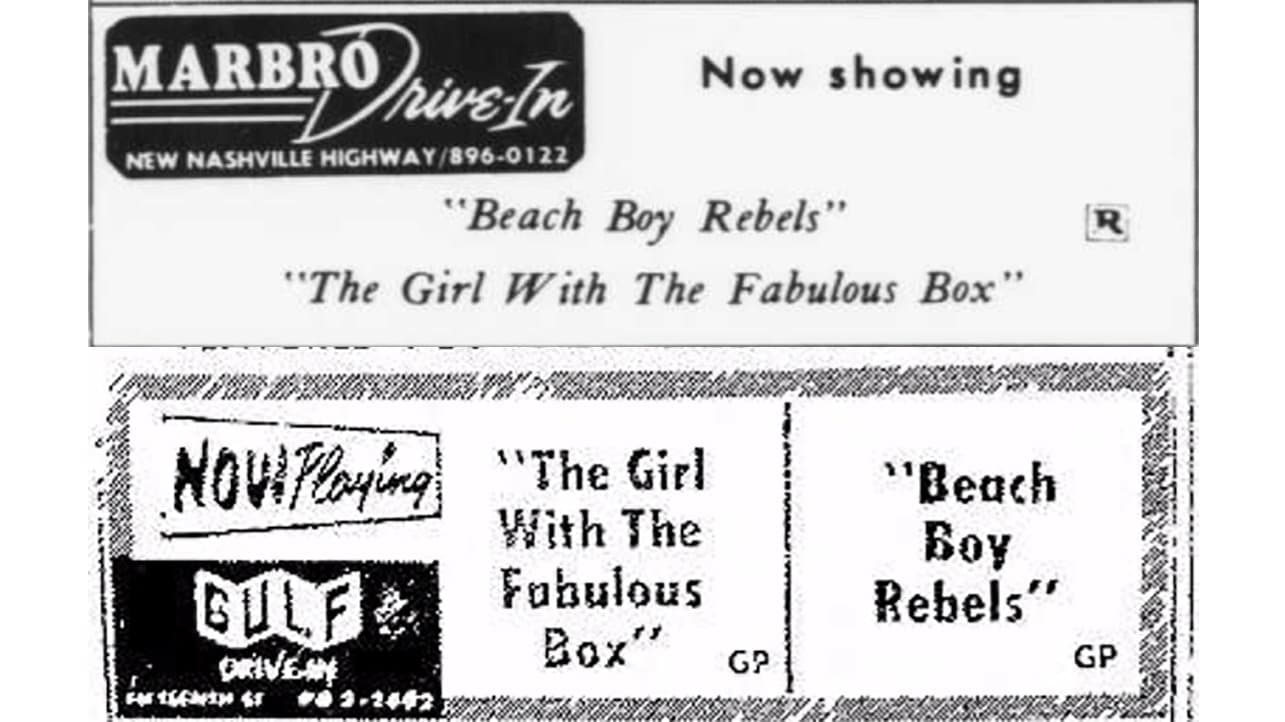 MARBRO Drive-In
NEW NASHVILLE HIGHWAY/896-0122
Now showing
"Beach Boy Rebels"
R
"The Girl With The Fabulous Box"
NOW Playing
GULF
DRIVE-IN
"The Girl
With The
Fabulous
Box"
GP
"Beach
Boy
Rebels"
GP